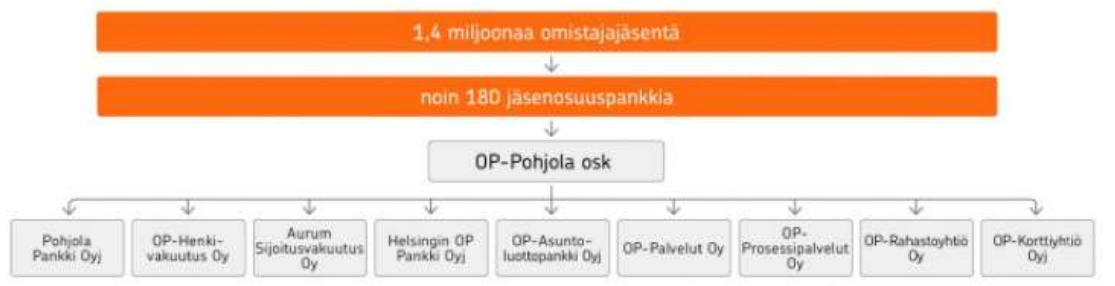 1,4 miljoonaa omistajajäsentä
noin 180 jäsenosuuspankkia
OP-Pohjola osk
Pohjola
Pankki Oyj
OP-Henki-
vakuutus Oy
Aurum
Sijoitusvakuutus
Oy
Helsingin OP
Pankki Oyj
OP-Asunto-
luottopankki Oyj
OP-Palvelut Oy
OP-
Prosessipalvelut
Oy
OP-Rahastoyhtiö
Oy
OP-Korttiyhtiö
Oyj